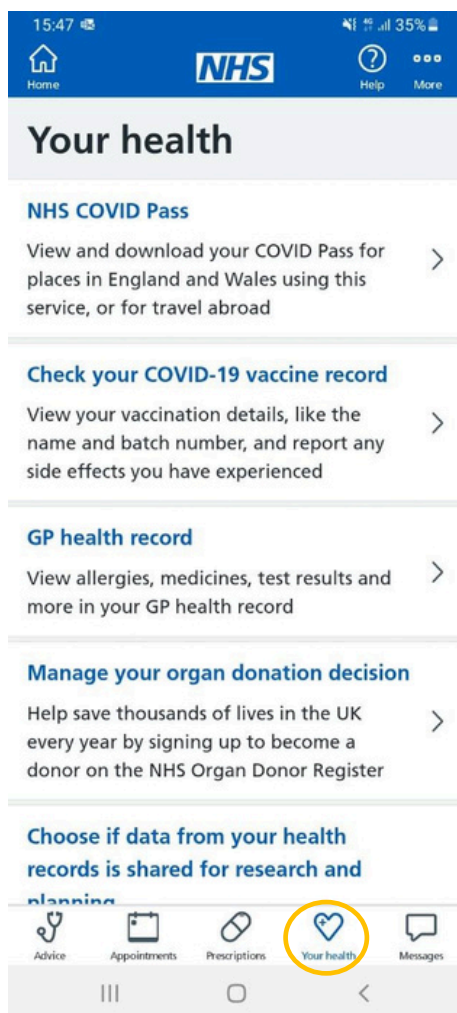 15:47 35%
NHS
Home Help More
Your health
NHS COVID Pass
View and download your COVID Pass for
places in England and Wales using this
service, or for travel abroad
Check your COVID-19 vaccine record
View your vaccination details, like the
name and batch number, and report any
side effects you have experienced
GP health record
View allergies, medicines, test results and
more in your GP health record
Manage your organ donation decision
Help save thousands of lives in the UK
every year by signing up to become a
donor on the NHS Organ Donor Register
Choose if data from your health
records is shared for research and
planning
Advice Appointments Prescriptions Your health Messages